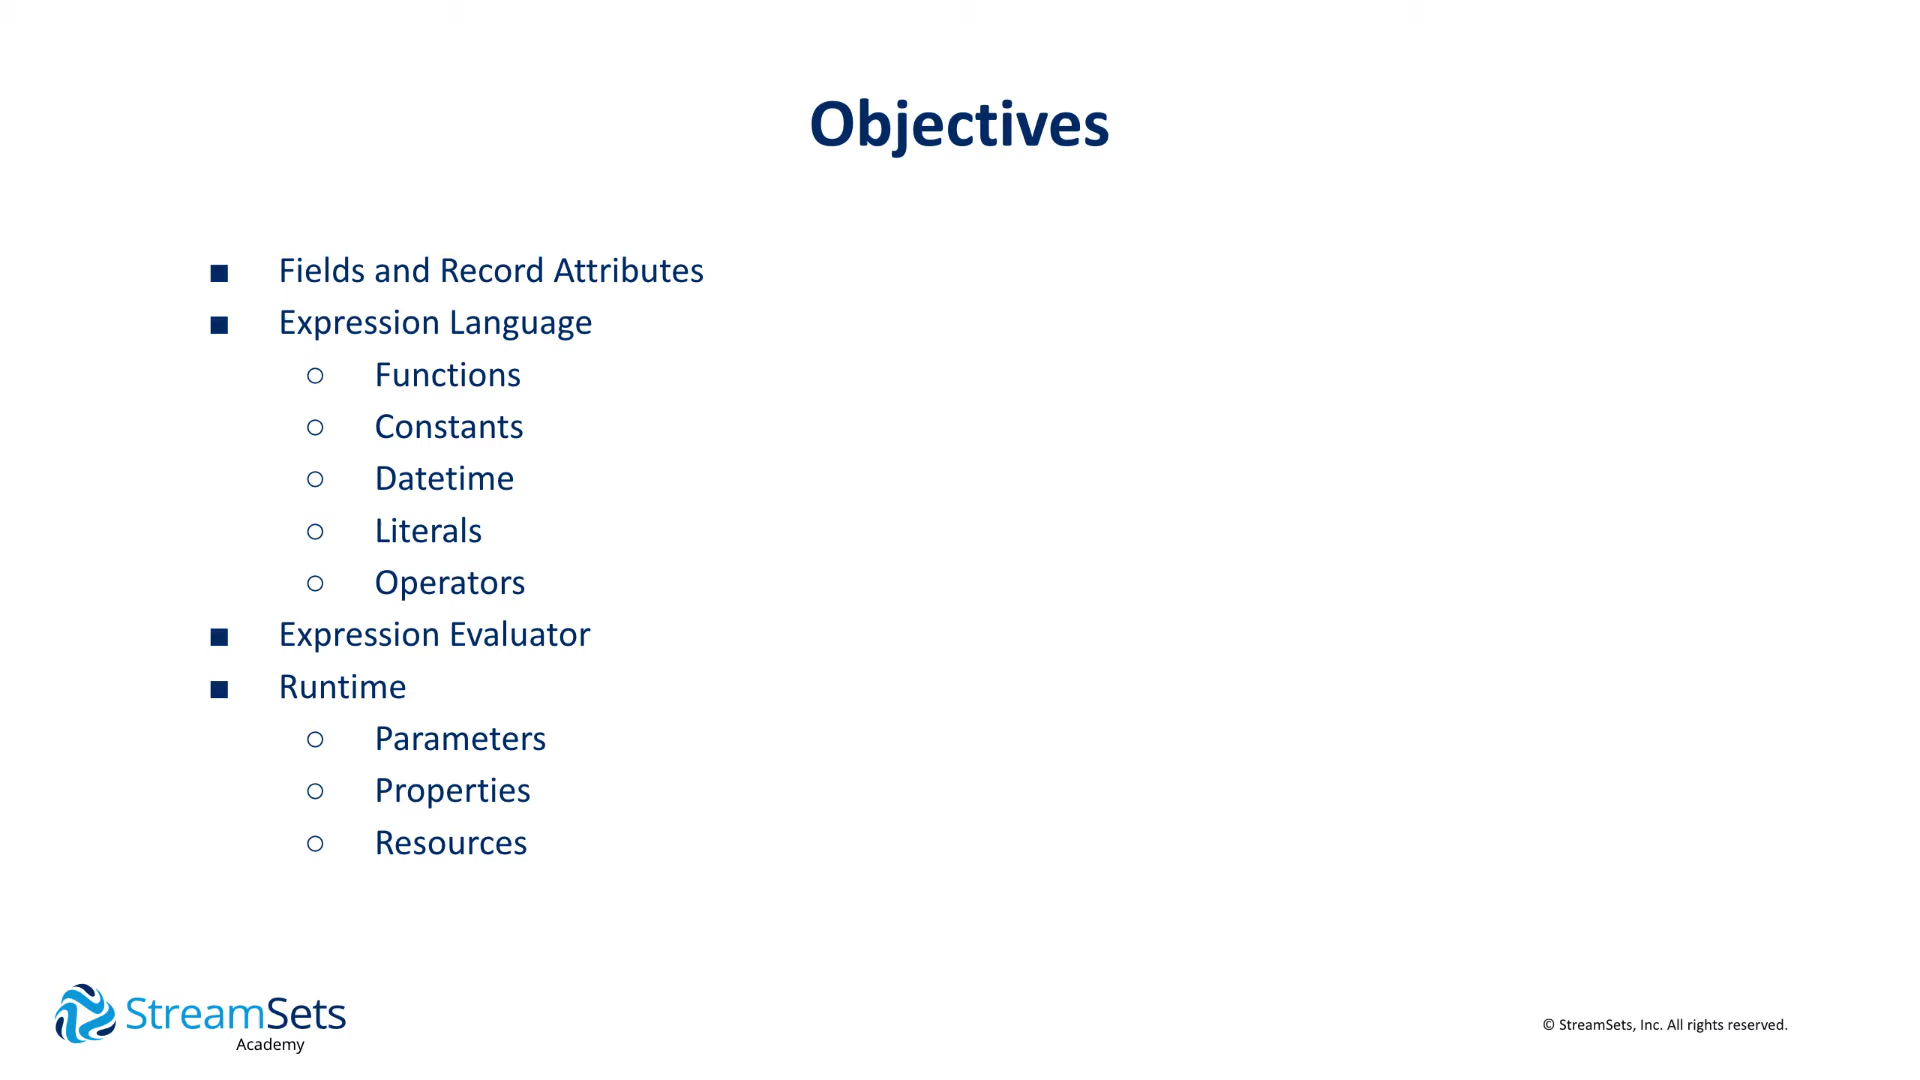 Objectives
■ Fields and Record Attributes
■ Expression Language
○ Functions
○ Constants
○ Datetime
○ Literals
○ Operators
■ Expression Evaluator
■ Runtime
○ Parameters
○ Properties
○ Resources
StreamSets
Academy
© StreamSets, Inc. All rights reserved.